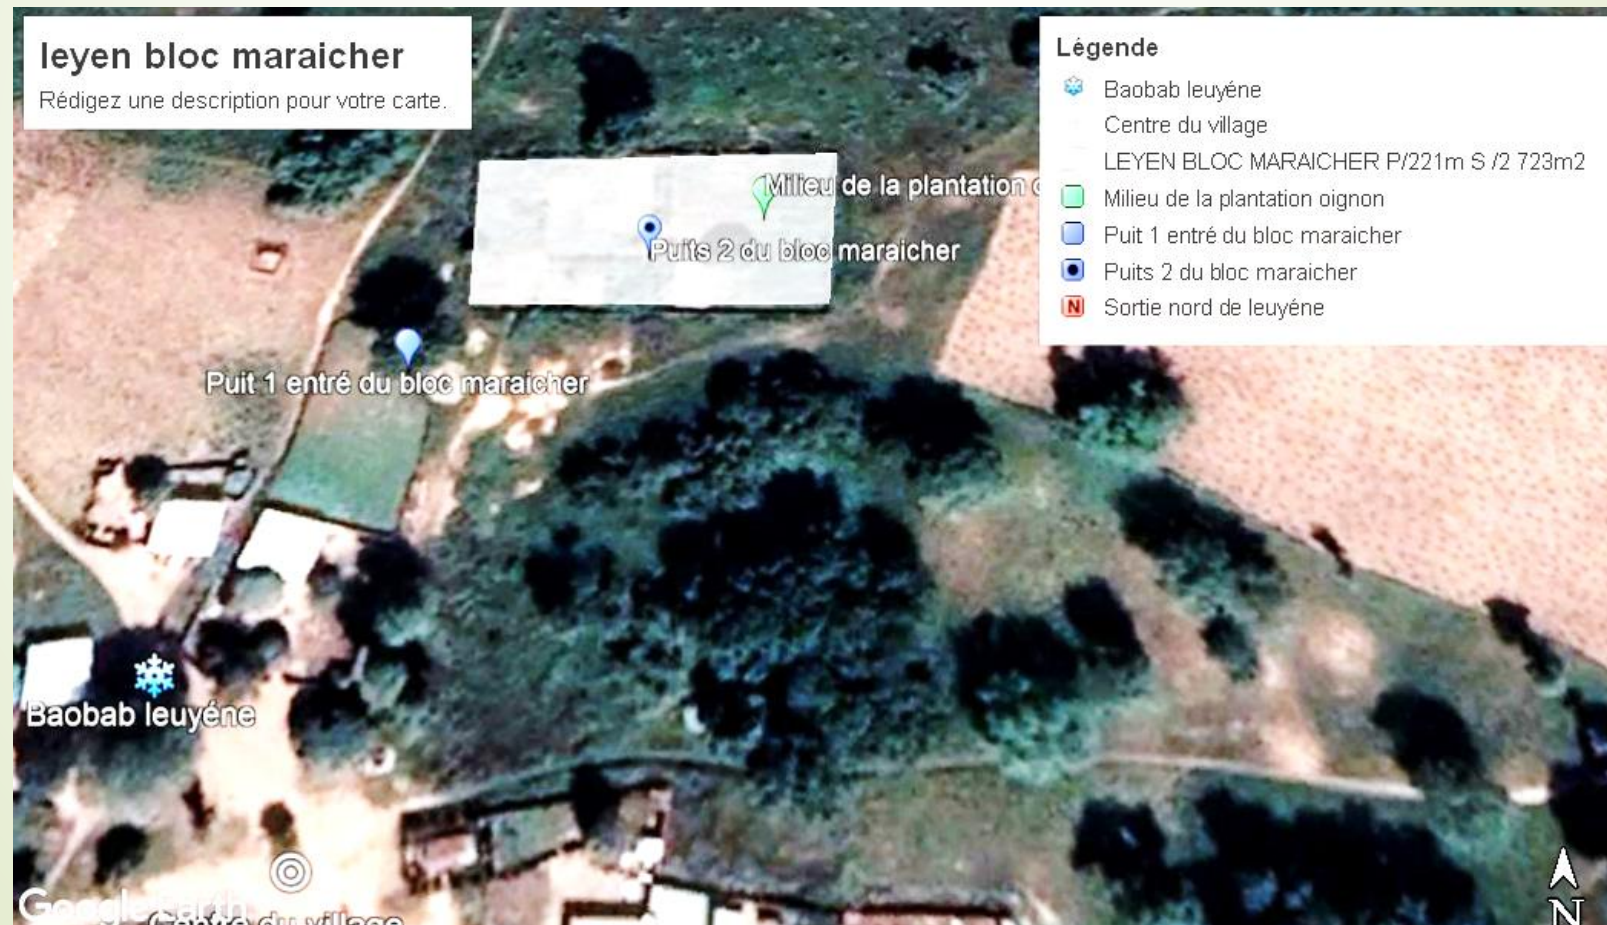 leyen bloc maraicher
Rédigez une description pour votre carte.
Légende
Baobab leuyéne
Centre du village
LEYEN BLOC MARAICHER P/221m S /2 723m2
Milieu de la plantation oignon
Puit 1 entré du bloc maraicher
Puits 2 du bloc maraicher
Sortie nord de leuyéne
Milieu de la plantation o
Puits 2 du bloc maraicher
Puit 1 entré du bloc maraicher
Baobab leuyéne
Google Earth
Centre du village
N